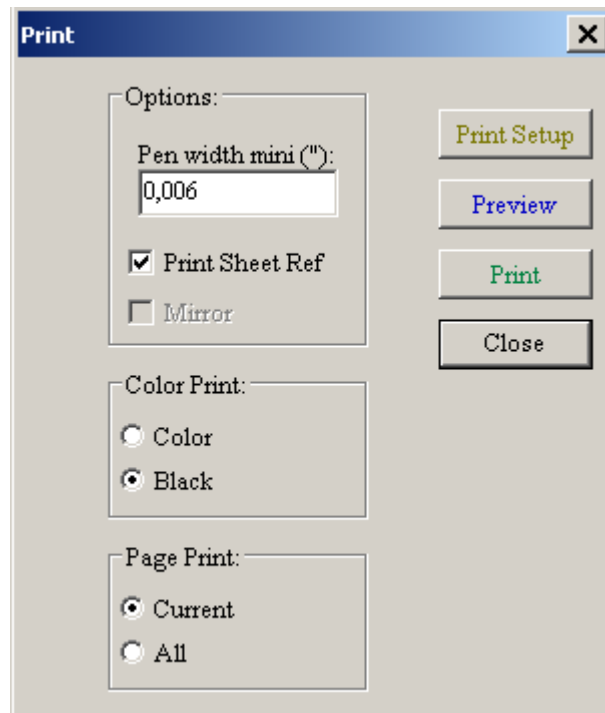 Print
Options:
Pen width mini ("):
0,006
Print Sheet Ref
Mirror
Color Print:
Color
Black
Page Print:
Current
All
Print Setup
Preview
Print
Close